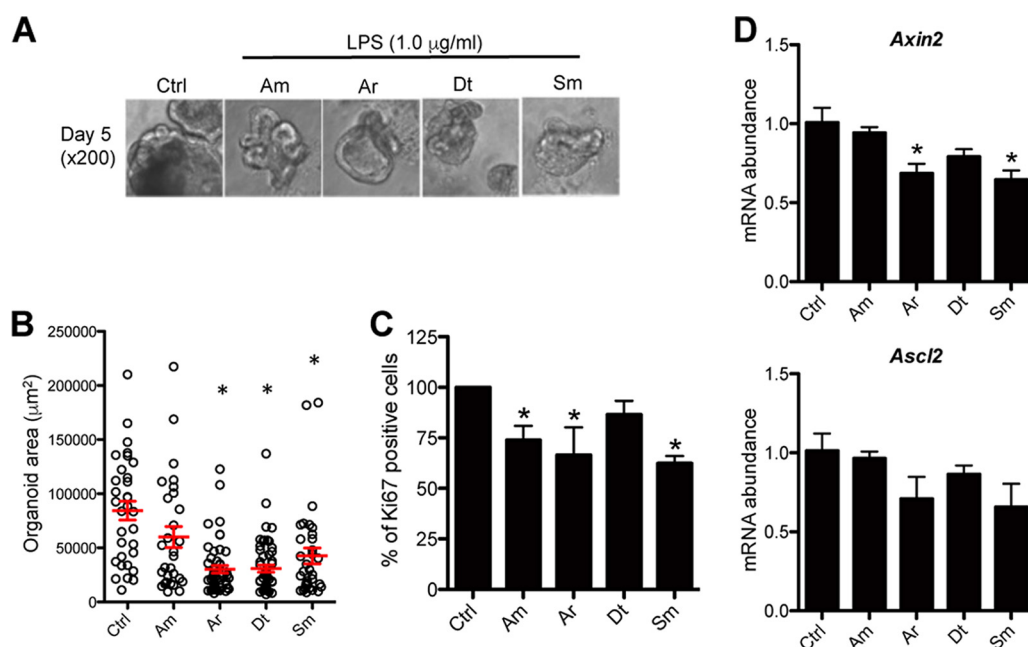 A
LPS (1.0 μg/ml)
Ctrl Am Ar Dt Sm
Day 5
(x200)
B
Organoid area (μm²)
250000
200000
150000
100000
50000
0
*
*
*
Ctrl Am Ar Dt Sm
C
% of Ki67 positive cells
125
100
75
50
25
0
*
*
*
Ctrl Am Ar Dt Sm
D
Axin2
mRNA abundance
1.5
1.0
0.5
0.0
*
*
Ctrl Am Ar Dt Sm
Ascl2
mRNA abundance
1.5
1.0
0.5
0.0
Ctrl Am Ar Dt Sm